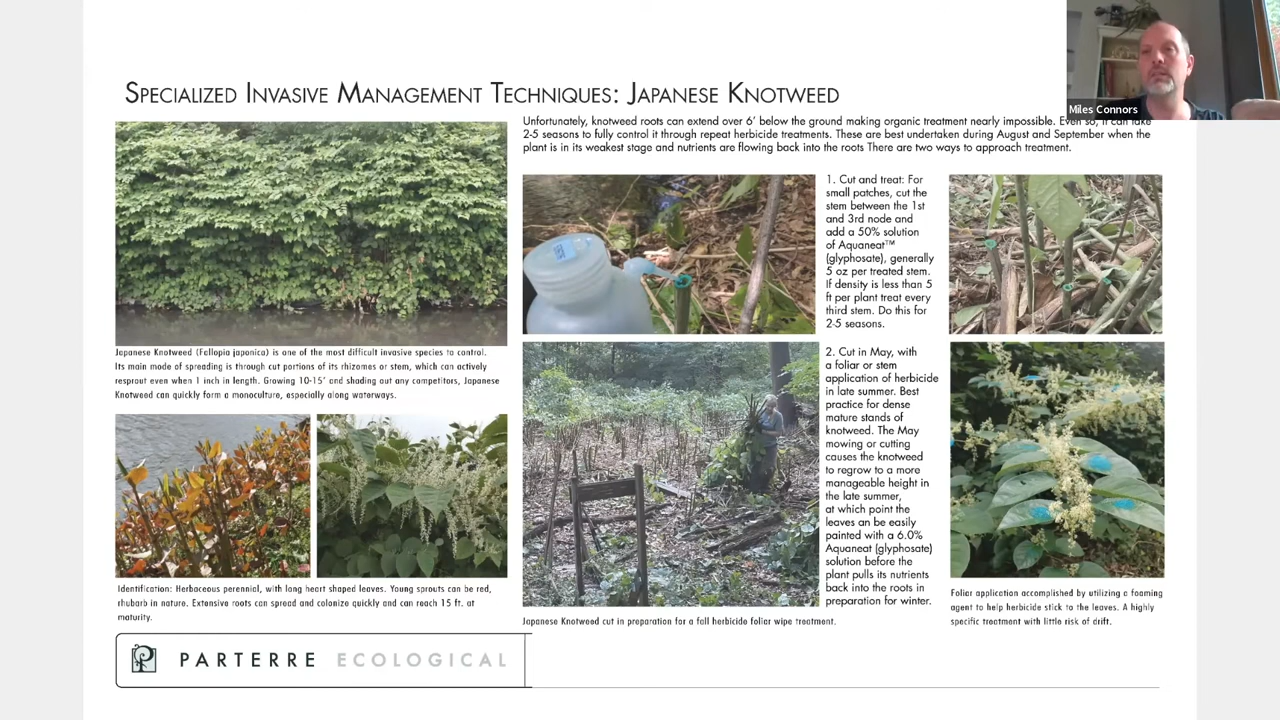 Miles Connors
SPECIALIZED INVASIVE MANAGEMENT TECHNIQUES: JAPANESE KNOTWEED
Unfortunately, knotweed roots can extend over 6' below the ground making organic treatment nearly impossible. Even so, it can take
2-5 seasons to fully control it through repeat herbicide treatments. These are best undertaken during August and September when the
plant is in its weakest stage and nutrients are flowing back into the roots There are two ways to approach treatment.
1. Cut and treat: For
small patches, cut the
stem between the 1st
and 3rd node and
add a 50% solution
of Aquaneat™
(glyphosate), generally
5 oz per treated stem.
If density is less than 5
ft per plant treat every
third stem. Do this for
2-5 seasons.
Japanese Knotweed (Fallopia japonica) is one of the most difficult invasive species to control.
Its main mode of spreading is through cut portions of its rhizomes or stem, which can actively
resprout even when 1 inch in length. Growing 10-15' and shading out any competitors, Japanese
Knotweed can quickly form a monoculture, especially along waterways.
2. Cut in May, with
a foliar or stem
application of herbicide
in late summer. Best
practice for dense
mature stands of
knotweed. The May
mowing or cutting
causes the knotweed
to regrow to a more
manageable height in
the late summer,
at which point the
leaves an be easily
painted with a 6.0%
Aquaneat (glyphosate)
solution before the
plant pulls its nutrients
back into the roots in
preparation for winter.
Identification: Herbaceous perennial, with long heart shaped leaves. Young sprouts can be red,
rhubarb in nature. Extensive roots can spread and colonize quickly and can reach 15 ft. at
maturity.
Japanese Knotweed cut in preparation for a fall herbicide foliar wipe treatment.
Foliar application accomplished by utilizing a foaming
agent to help herbicide stick to the leaves. A highly
specific treatment with little risk of drift.
PARTERRE ECOLOGICAL